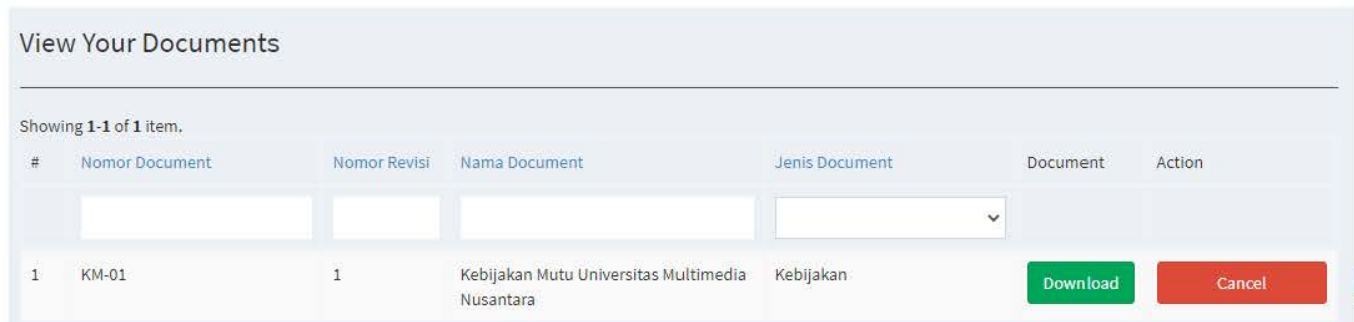 View Your Documents
Showing 1-1 of 1 item.
# Nomor Document Nomor Revisi Nama Document Jenis Document Document Action
1 KM-01 1 Kebijakan Mutu Universitas Multimedia Kebijakan Download Cancel
Nusantara